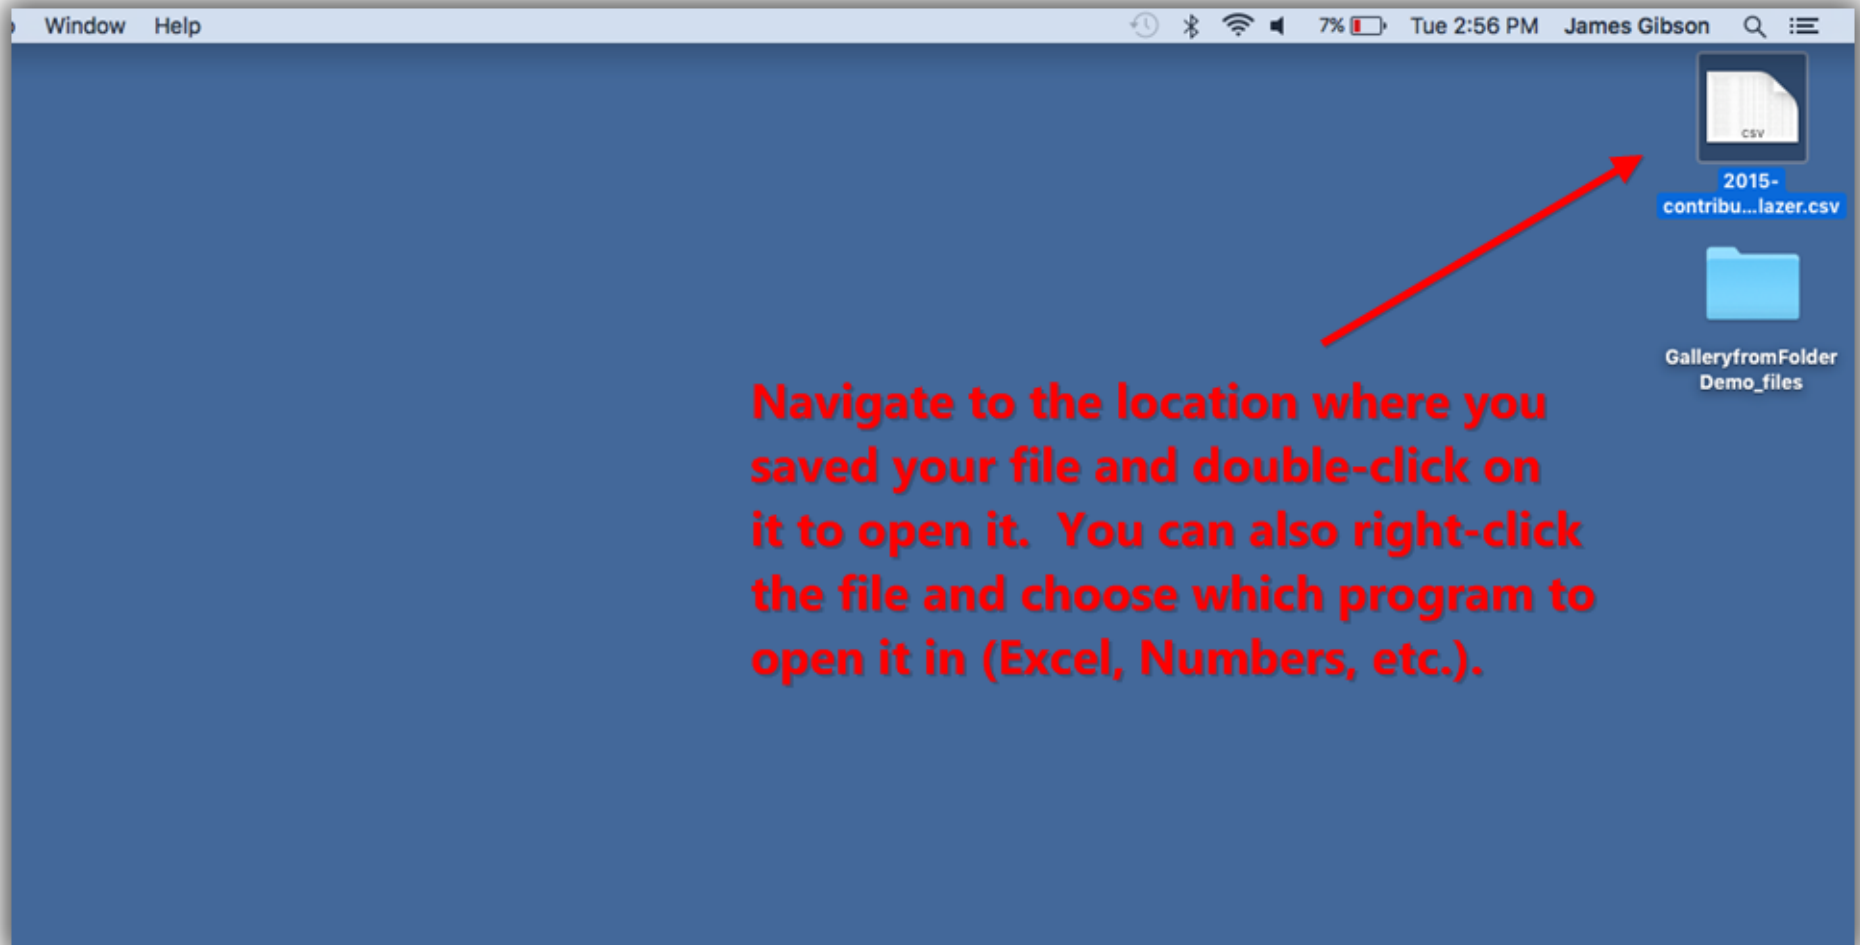 Window Help 7% Tue 2:56 PM James Gibson
CSV
2015-
contribu...lazer.csv
GalleryfromFolder
Demo_files
Navigate to the location where you
saved your file and double-click on
it to open it. You can also right-click
the file and choose which program to
open it in (Excel, Numbers, etc.).